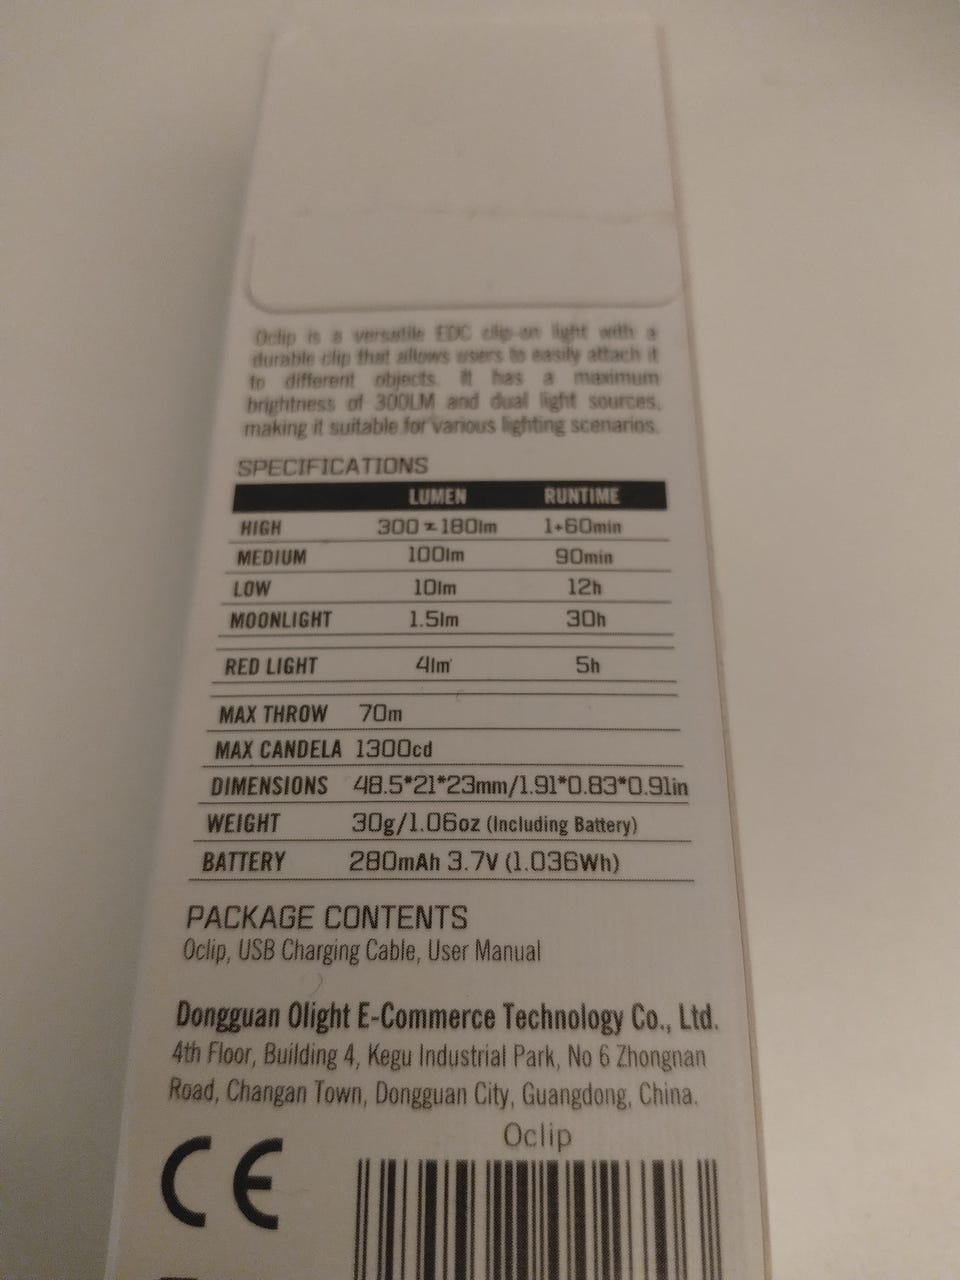 Oclip is a versatile EDC clip-on light with a
durable clip that allows users to easily attach it
to different objects. It has a maximum
brightness of 300LM and dual light sources,
making it suitable for various lighting scenarios.
SPECIFICATIONS
LUMEN RUNTIME
HIGH 300~180lm 1+60min
MEDIUM 100lm 90min
LOW 10lm 12h
MOONLIGHT 1.5lm 30h
RED LIGHT 4lm 5h
MAX THROW 70m
MAX CANDELA 1300cd
DIMENSIONS 48.5*21*23mm/1.91*0.83*0.91in
WEIGHT 30g/1.06oz (Including Battery)
BATTERY 280mAh 3.7V (1.036Wh)
PACKAGE CONTENTS
Oclip, USB Charging Cable, User Manual
Dongguan Olight E-Commerce Technology Co., Ltd.
4th Floor, Building 4, Kegu Industrial Park, No 6 Zhongnan
Road, Changan Town, Dongguan City, Guangdong, China.
Oclip
CE